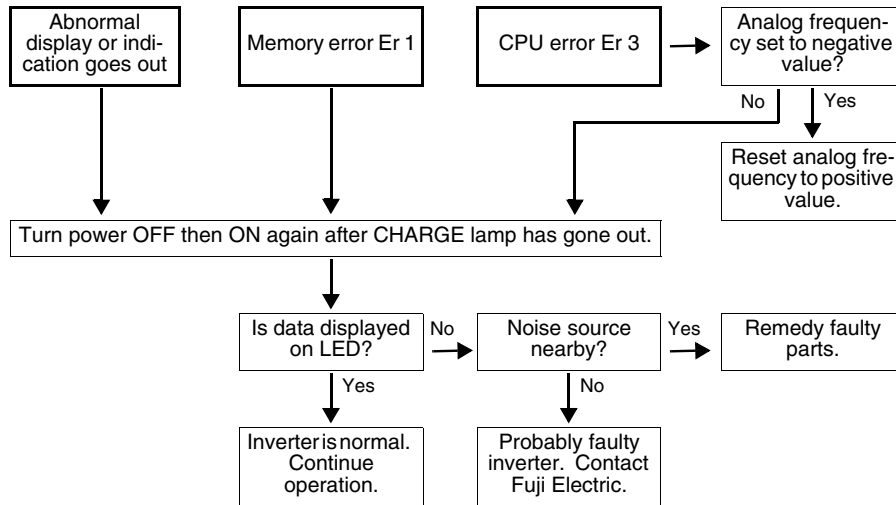 Abnormal
display or indi-
cation goes out
Memory error Er 1
CPU error Er 3
Analog frequen-
cy set to negative
value?
No
Yes
Reset analog fre-
quency to positive
value.
Turn power OFF then ON again after CHARGE lamp has gone out.
Is data displayed
on LED?
No
Noise source
nearby?
Yes
Remedy faulty
parts.
Yes
No
Inverter is normal.
Continue
operation.
Probably faulty
inverter. Contact
Fuji Electric.